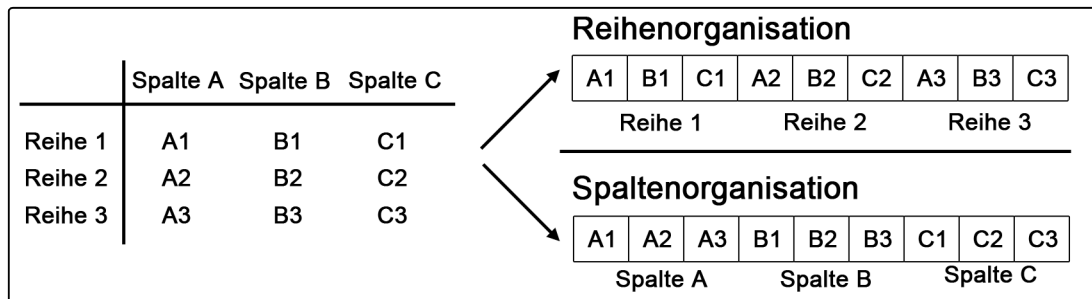 Spalte A Spalte B Spalte C
Reihe 1 A1 B1 C1
Reihe 2 A2 B2 C2
Reihe 3 A3 B3 C3
Reihenorganisation
A1 B1 C1 A2 B2 C2 A3 B3 C3
Reihe 1 Reihe 2 Reihe 3
Spaltenorganisation
A1 A2 A3 B1 B2 B3 C1 C2 C3
Spalte A Spalte B Spalte C